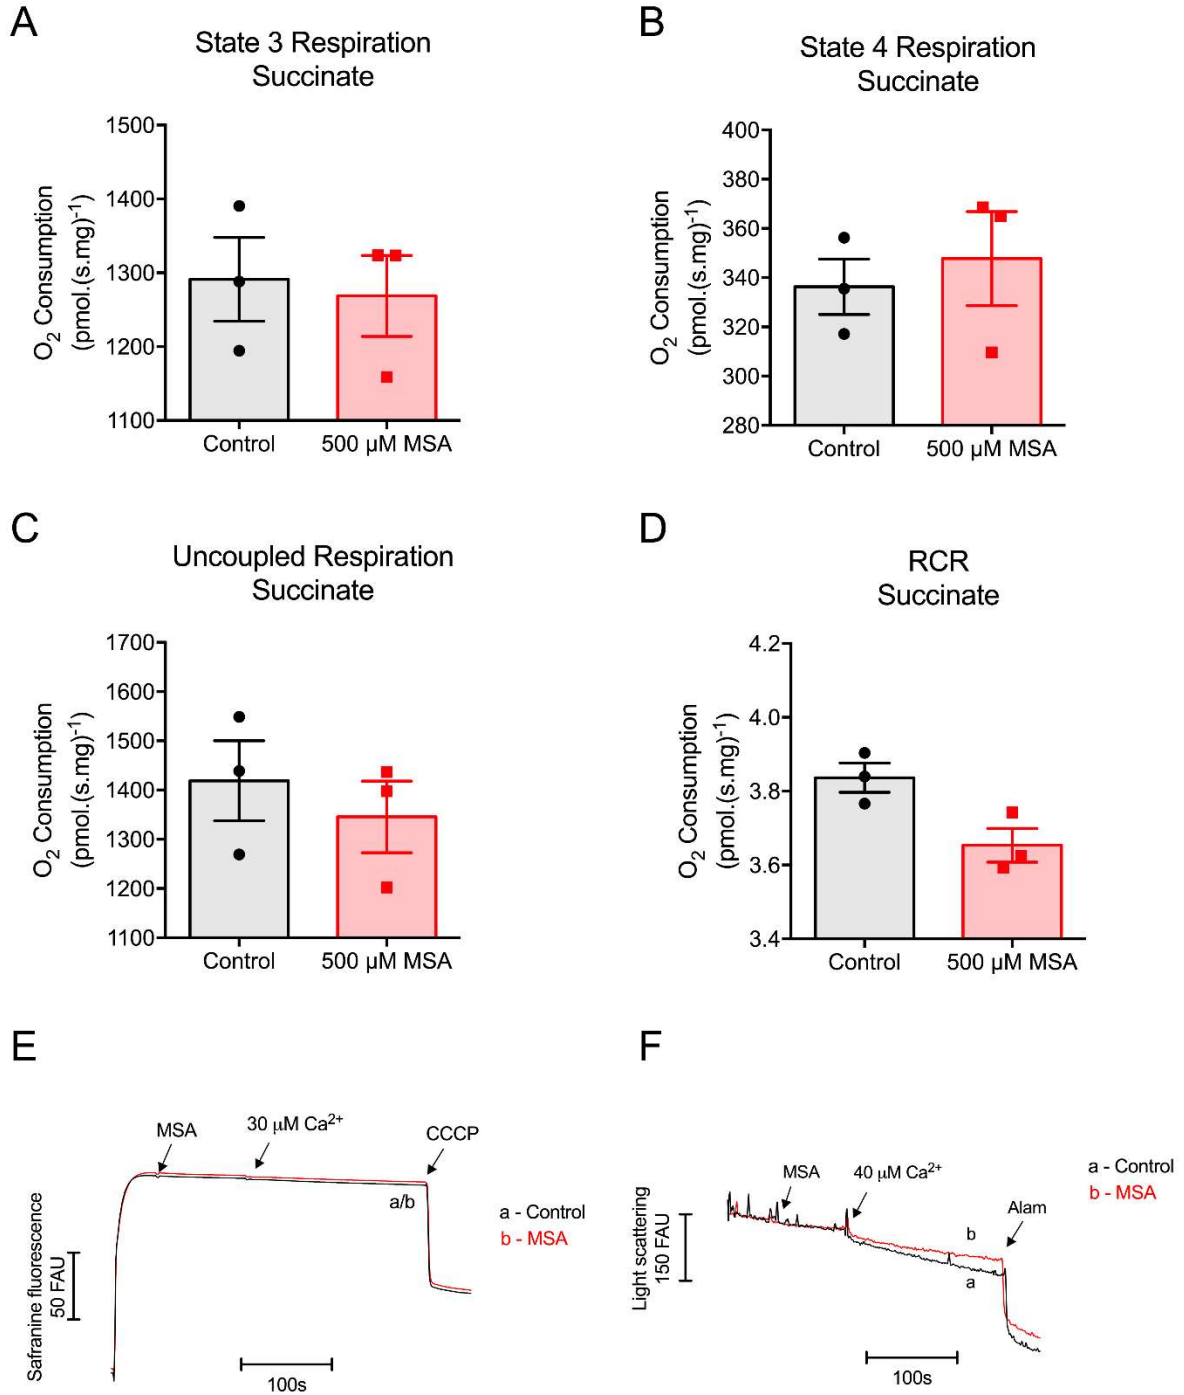 A
State 3 Respiration
Succinate
O2 Consumption
(pmol.(s.mg)-1)
1500
1400
1300
1200
1100
Control
500 µM MSA
B
State 4 Respiration
Succinate
O2 Consumption
(pmol.(s.mg)-1)
400
380
360
340
320
300
280
Control
500 µM MSA
C
Uncoupled Respiration
Succinate
O2 Consumption
(pmol.(s.mg)-1)
1700
1600
1500
1400
1300
1200
1100
Control
500 µM MSA
D
RCR
Succinate
O2 Consumption
(pmol.(s.mg)-1)
4.2
4.0
3.8
3.6
3.4
Control
500 µM MSA
E
Safranine fluorescence
50 FAU
MSA
30 µM Ca2+
CCCP
a/b
a - Control
b - MSA
100s
F
Light scattering
150 FAU
MSA
40 µM Ca2+
Alam
b
a
a - Control
b - MSA
100s